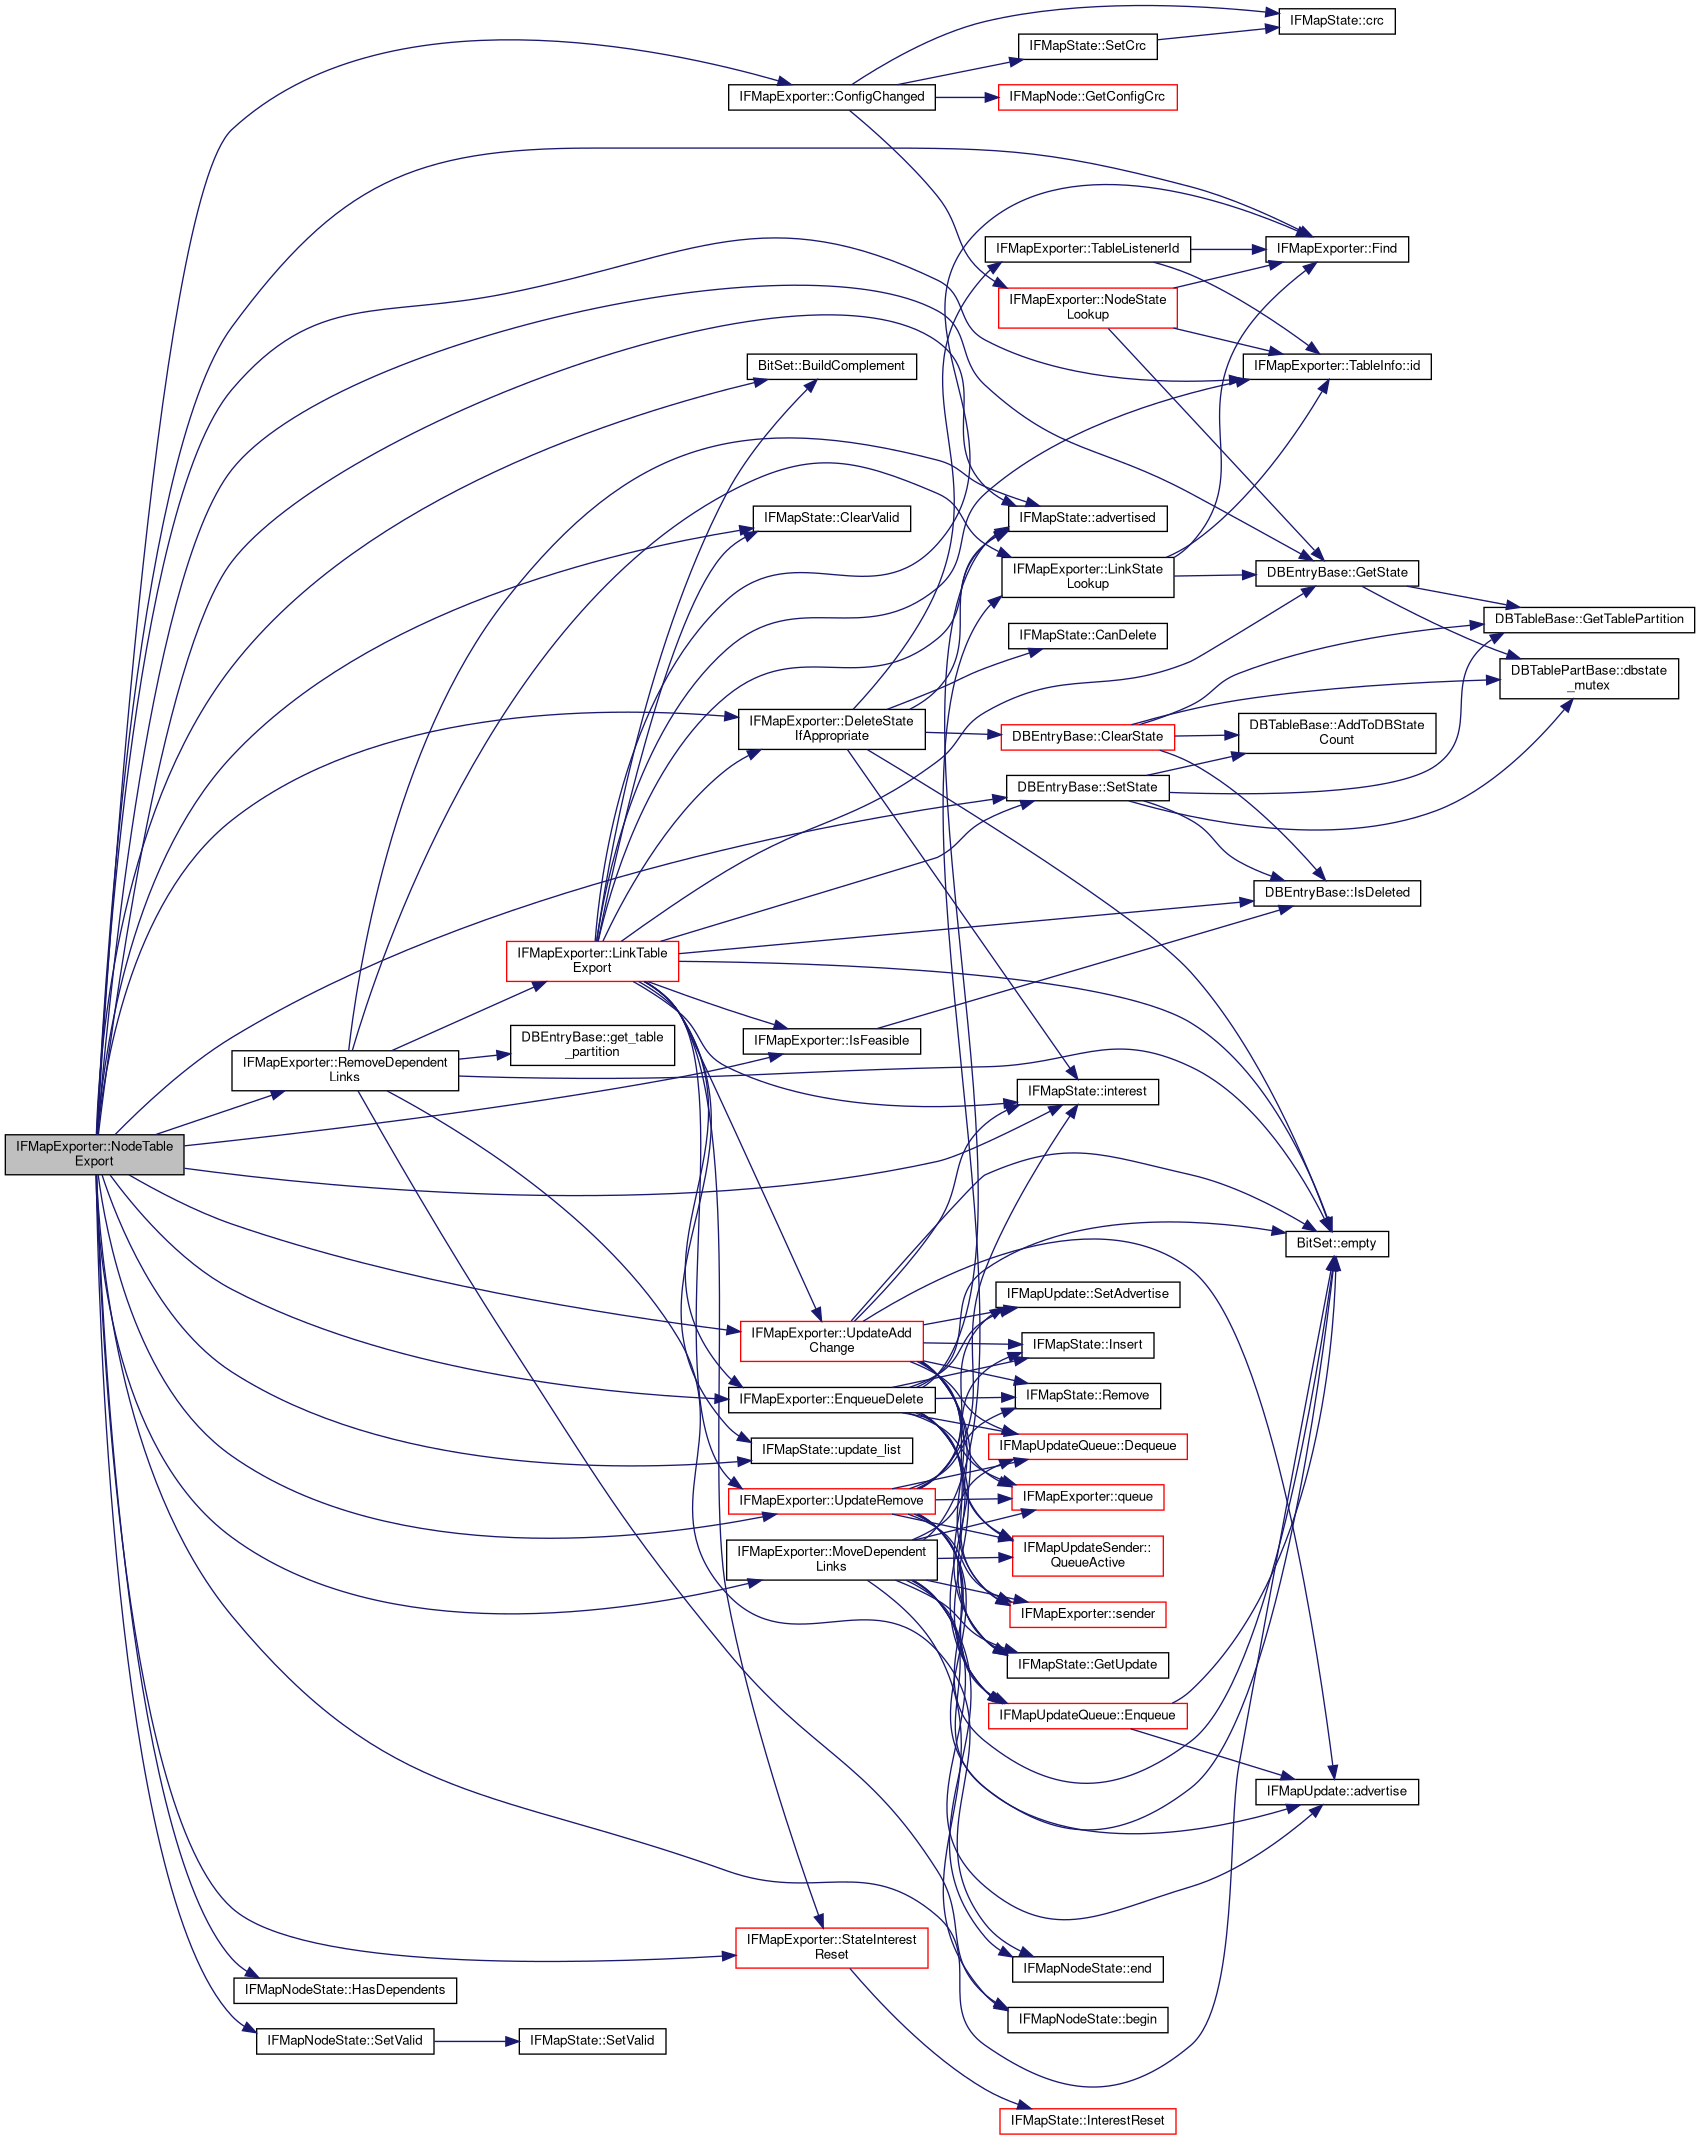 IFMapState::crc
IFMapState::SetCrc
IFMapExporter::ConfigChanged
IFMapNode::GetConfigCrc
IFMapExporter::TableListenerId
IFMapExporter::Find
IFMapExporter::NodeState
Lookup
BitSet::BuildComplement
IFMapExporter::TableInfo::id
IFMapState::ClearValid
IFMapState::advertised
IFMapExporter::LinkState
Lookup
DBEntryBase::GetState
DBTableBase::GetTablePartition
IFMapState::CanDelete
DBTablePartBase::dbstate
_mutex
IFMapExporter::DeleteState
IfAppropriate
DBEntryBase::ClearState
DBTableBase::AddToDBState
Count
DBEntryBase::SetState
DBEntryBase::IsDeleted
IFMapExporter::LinkTable
Export
DBEntryBase::get_table
_partition
IFMapExporter::IsFeasible
IFMapExporter::RemoveDependent
Links
IFMapState::interest
IFMapExporter::NodeTable
Export
BitSet::empty
IFMapUpdate::SetAdvertise
IFMapExporter::UpdateAdd
Change
IFMapState::Insert
IFMapExporter::EnqueueDelete
IFMapState::Remove
IFMapState::update_list
IFMapUpdateQueue::Dequeue
IFMapExporter::UpdateRemove
IFMapExporter::queue
IFMapExporter::MoveDependent
Links
IFMapUpdateSender::
QueueActive
IFMapExporter::sender
IFMapState::GetUpdate
IFMapUpdateQueue::Enqueue
IFMapUpdate::advertise
IFMapExporter::StateInterest
Reset
IFMapNodeState::end
IFMapNodeState::HasDependents
IFMapNodeState::begin
IFMapNodeState::SetValid
IFMapState::SetValid
IFMapState::InterestReset